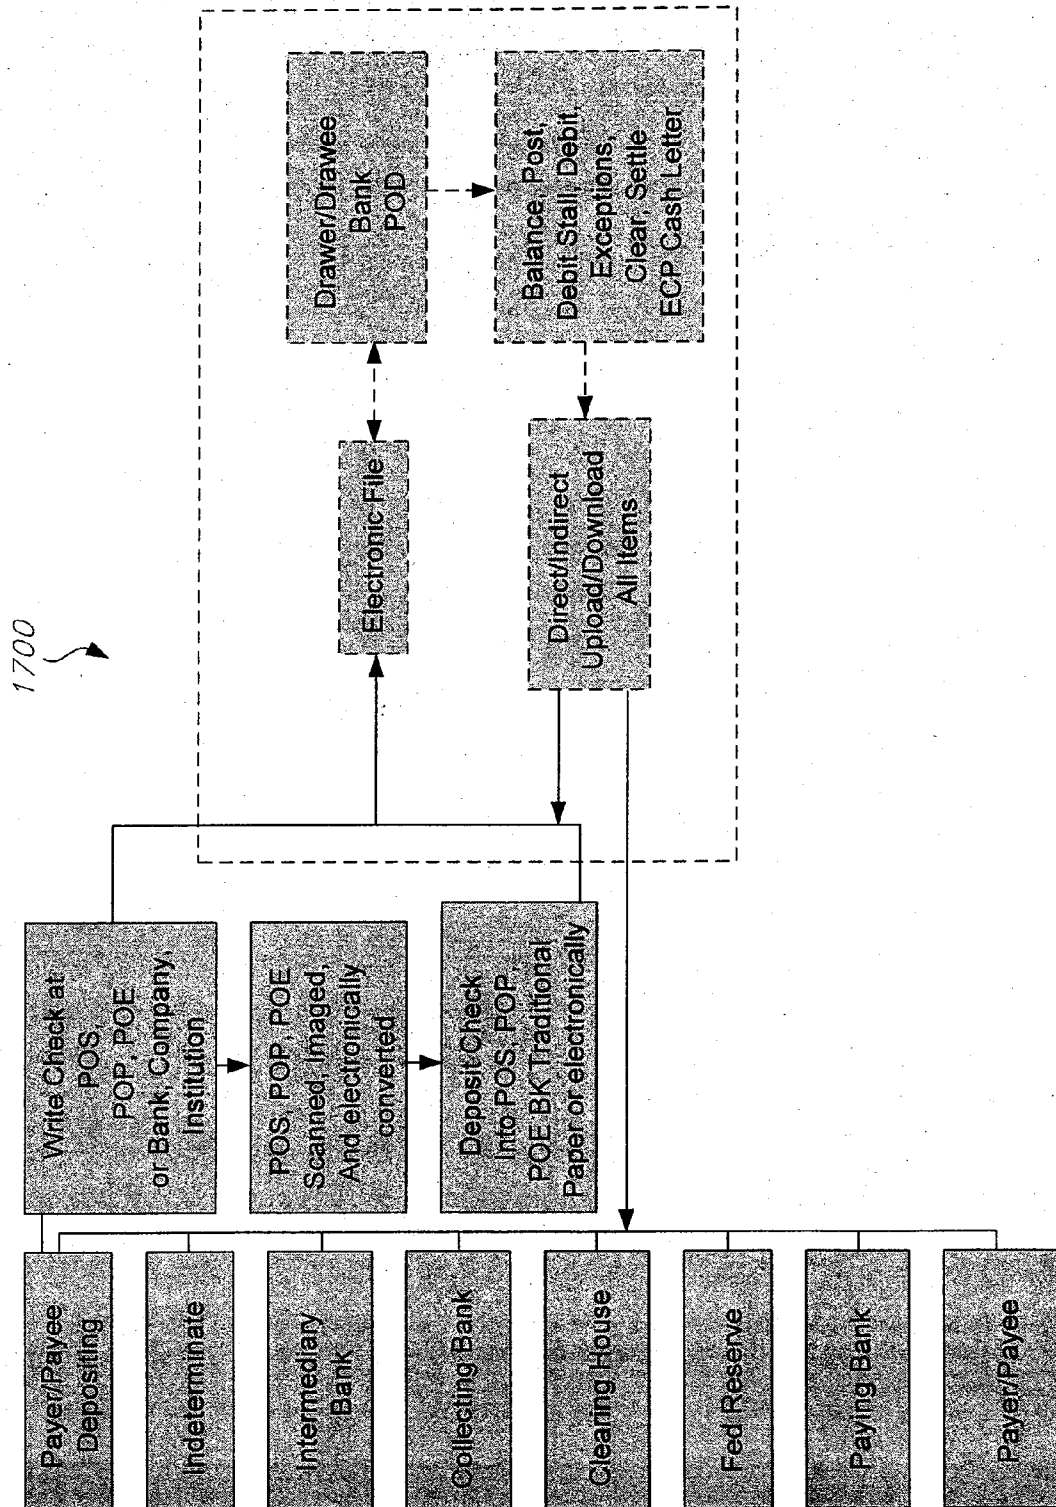 1700
Payer/Payee
Depositing
Indeterminate
Intermediary
Bank
Collecting Bank
Clearing House
Fed Reserve
Paying Bank
Payer/Payee
Write Check at
POS,
POP, POE
or Bank, Company,
Institution
POS, POP, POE
Scanned, Imaged,
And electronically
converted
Deposit Check
Into POS, POP,
POE BK Traditional
Paper or electronically
Electronic File
Direct/Indirect
Upload/Download
All Items
Drawer/Drawee
Bank
POD
Balance, Post,
Debit Stall, Debit,
Exceptions,
Clear, Settle
ECP Cash Letter